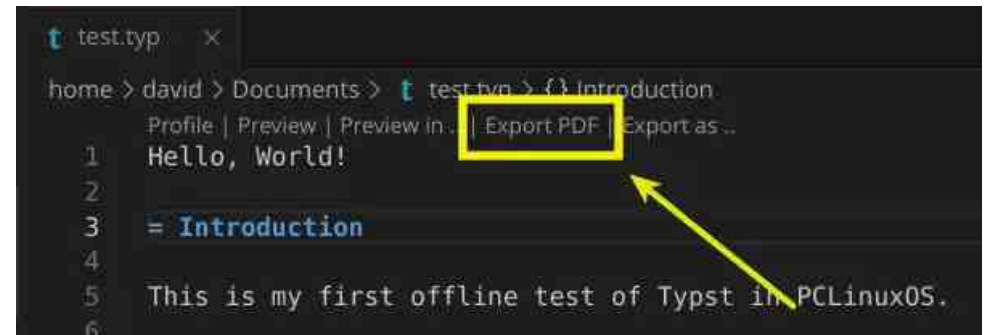 t test.typ ×
home > david > Documents > t test.typ > {} Introduction
Profile | Preview | Preview in .. | Export PDF | Export as ..
1 Hello, World!
2
3 = Introduction
4
5 This is my first offline test of Typst in PCLinuxOS.
6